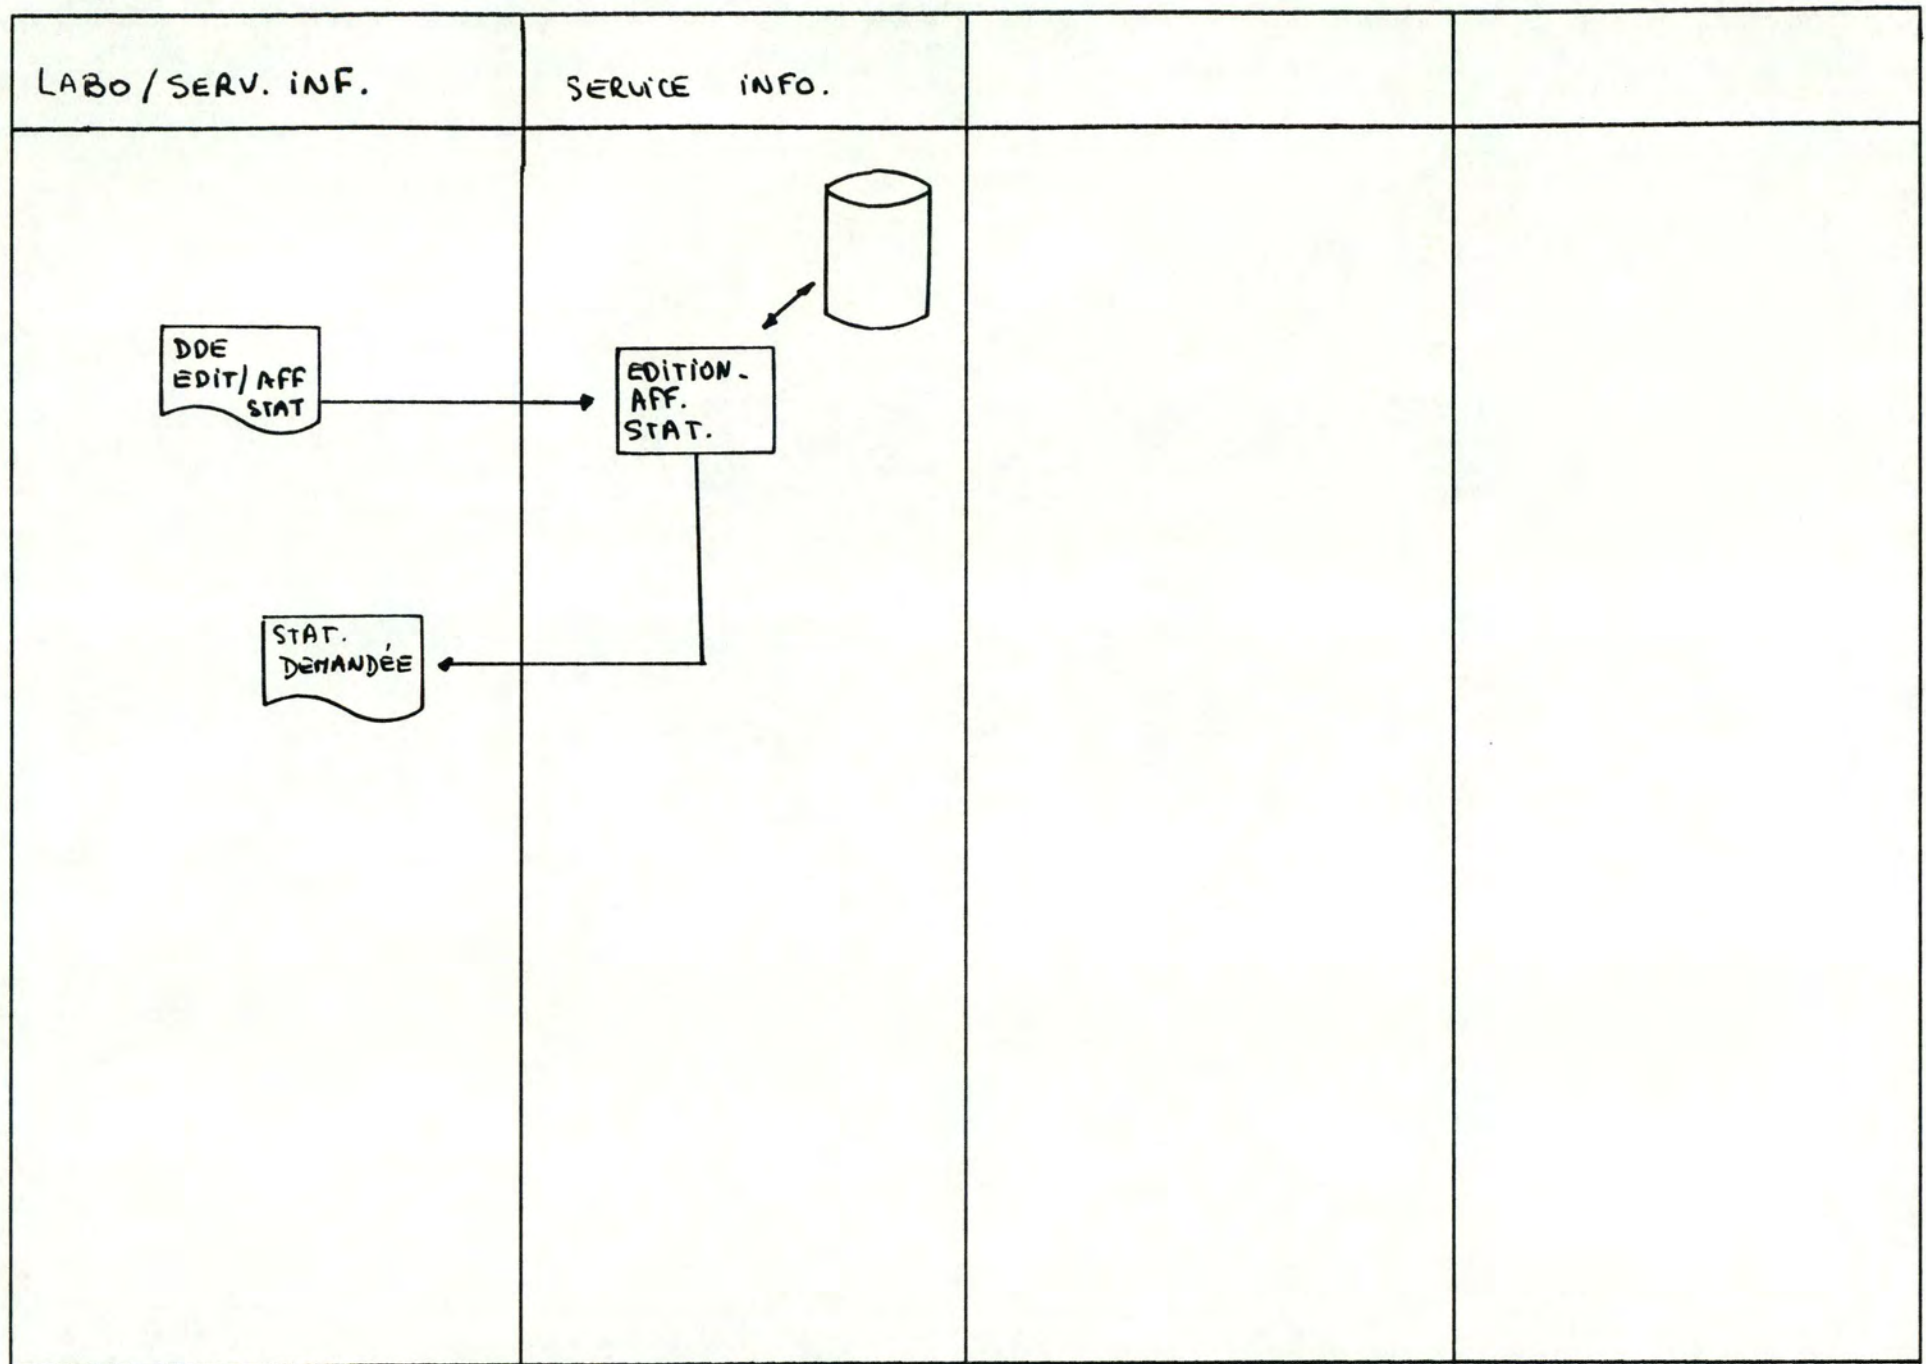 LABO / SERV. INF.
SERVICE INFO.
DDE
EDIT/AFF
STAT
EDITION-
AFF.
STAT.
STAT.
DEMANDÉE